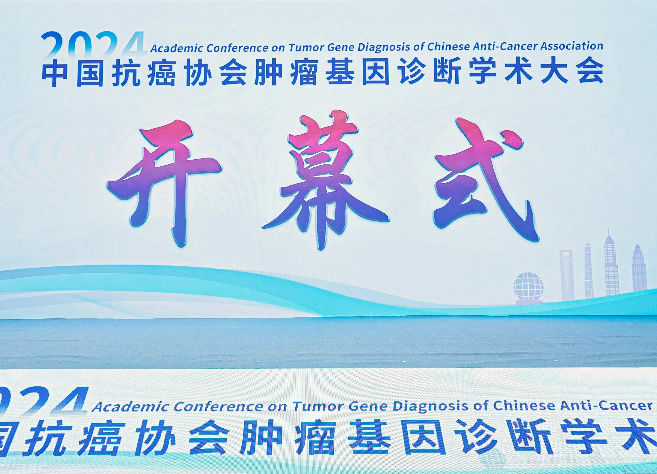 2024 Academic Conference on Tumor Gene Diagnosis of Chinese Anti-Cancer Association
中国抗癌协会肿瘤基因诊断学术大会
开幕式
2024 Academic Conference on Tumor Gene Diagnosis of Chinese Anti-Cancer
国抗癌协会肿瘤基因诊断学术